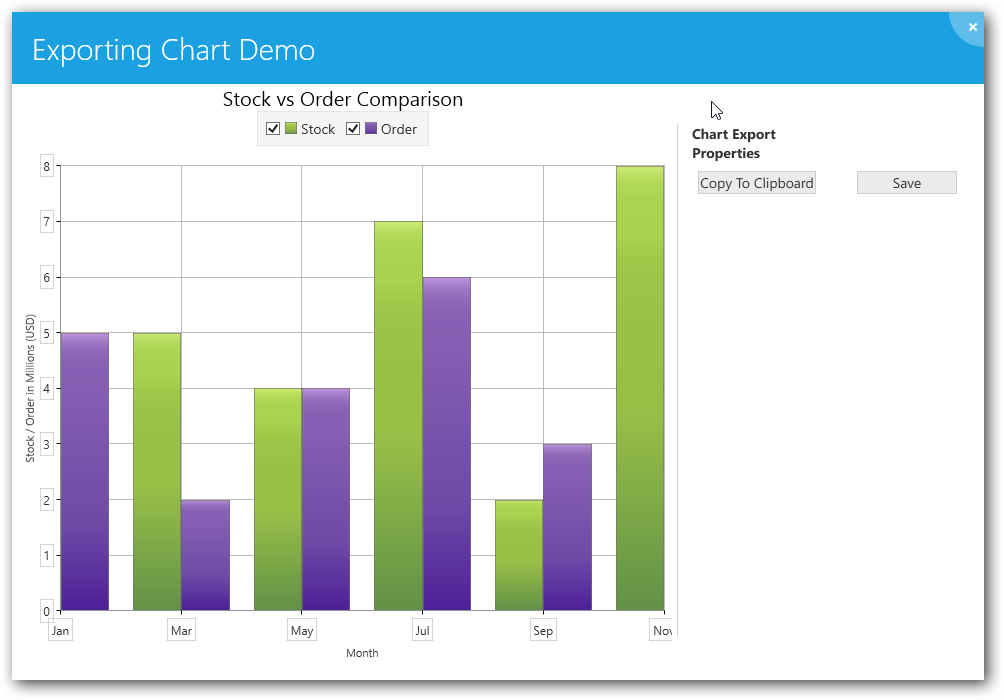 Exporting Chart Demo
Stock vs Order Comparison
Stock Order
Chart Export
Properties
Copy To Clipboard Save
8
7
6
5
4
3
2
1
0
Stock / Order in Millions (USD)
Jan Mar May Jul Sep Nov
Month